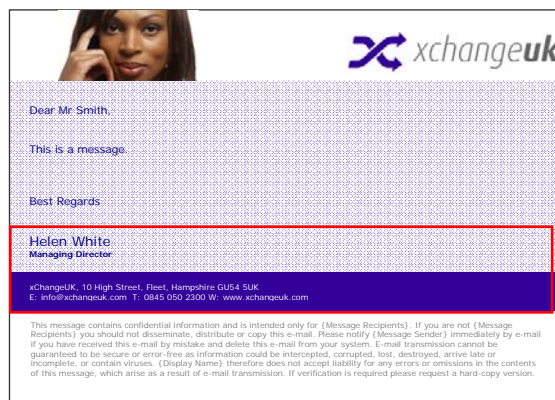 xchangeuk
Dear Mr Smith,
This is a message.
Best Regards
Helen White
Managing Director
xChangeUK, 10 High Street, Fleet, Hampshire GU54 5UK
E: info@xchangeuk.com T: 0845 050 2300 W: www.xchangeuk.com
This message contains confidential information and is intended only for {Message Recipients}. If you are not {Message
Recipients} you should not disseminate, distribute or copy this e-mail. Please notify {Message Sender} immediately by e-mail
if you have received this e-mail by mistake and delete this e-mail from your system. E-mail transmission cannot be
guaranteed to be secure or error-free as information could be intercepted, corrupted, lost, destroyed, arrive late or
incomplete, or contain viruses. {Display Name} therefore does not accept liability for any errors or omissions in the contents
of this message, which arise as a result of e-mail transmission. If verification is required please request a hard-copy version.